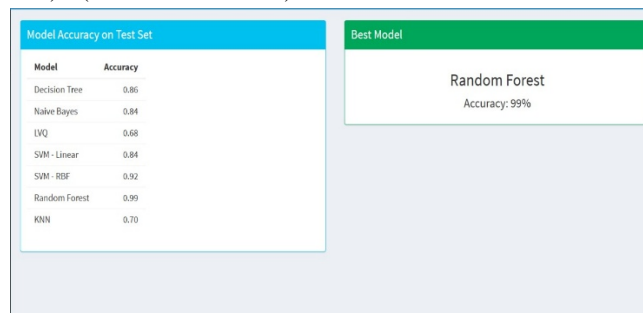 Model Accuracy on Test Set
Model Accuracy
Decision Tree 0.86
Naive Bayes 0.84
LVQ 0.68
SVM - Linear 0.84
SVM - RBF 0.92
Random Forest 0.99
KNN 0.70
Best Model
Random Forest
Accuracy: 99%